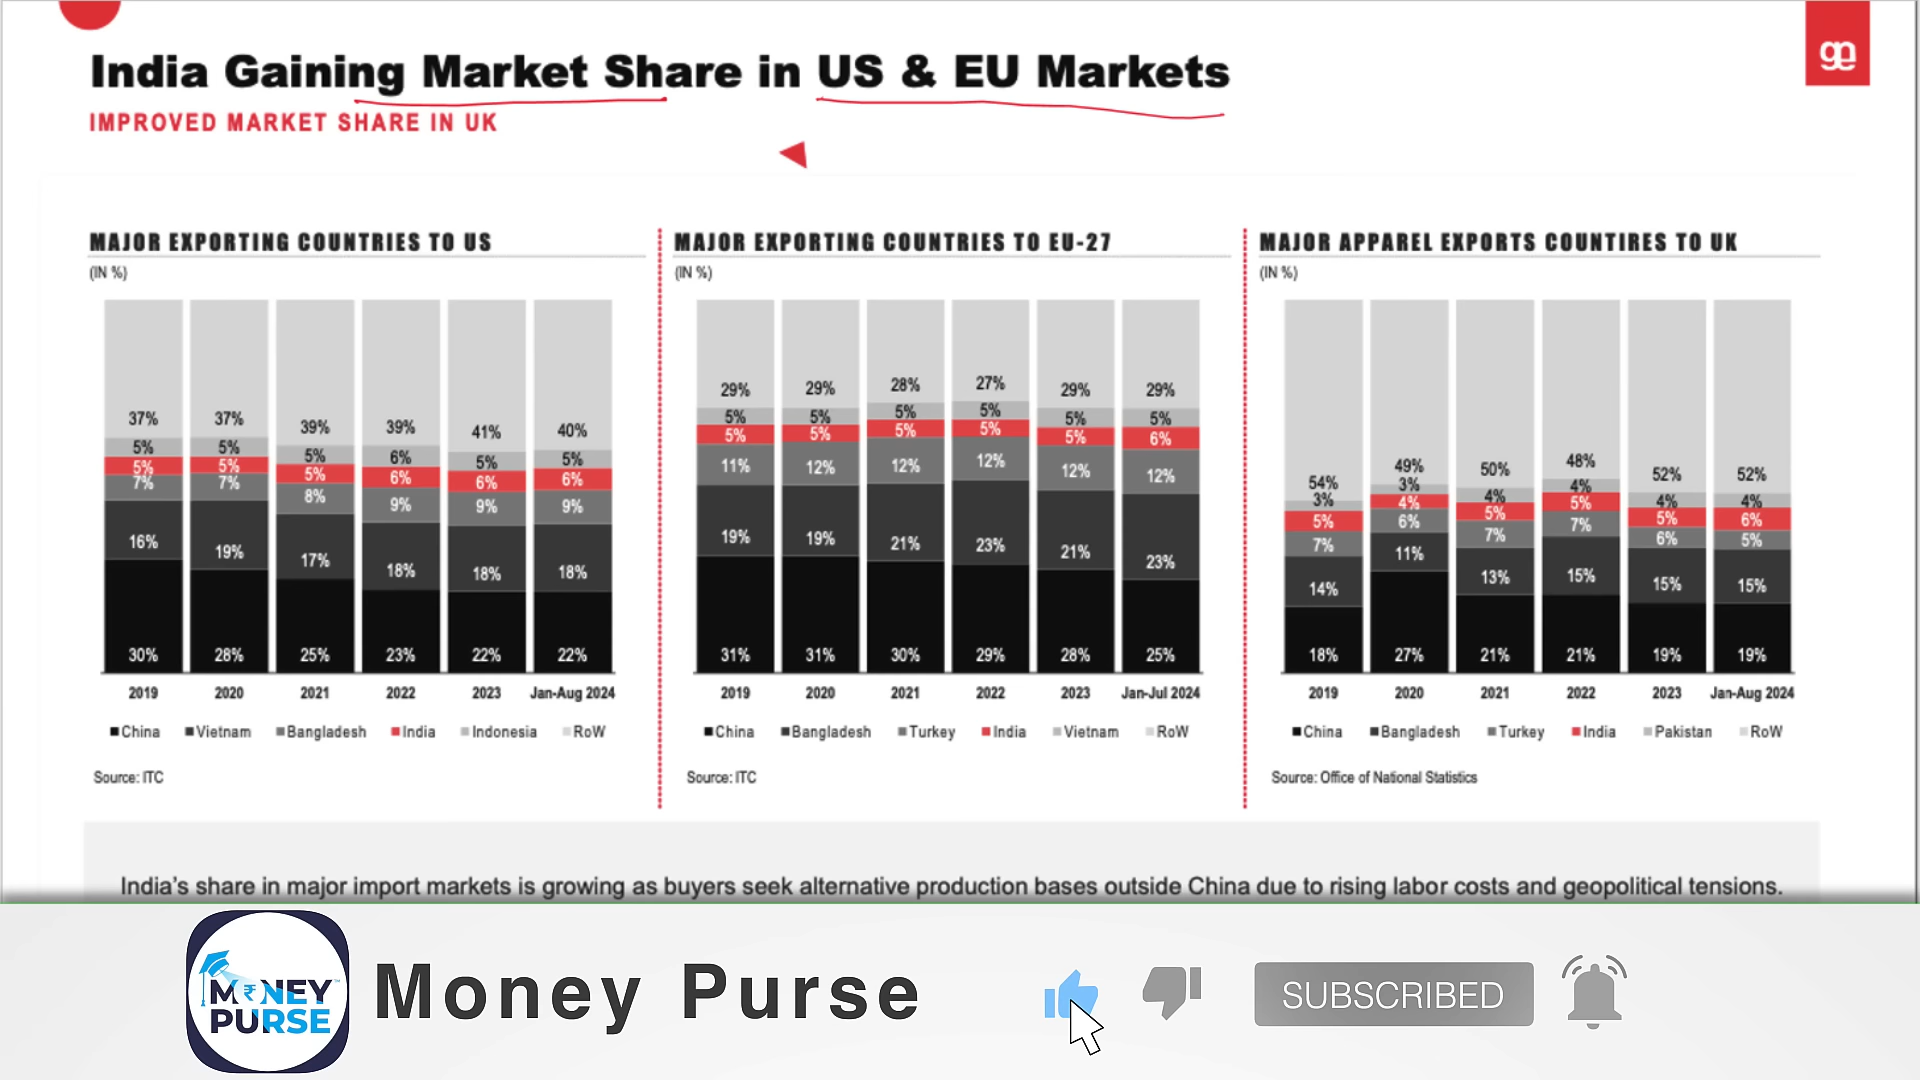 India Gaining Market Share in US & EU Markets
ge
IMPROVED MARKET SHARE IN UK
MAJOR EXPORTING COUNTRIES TO US
(IN %)
37% 37% 39% 39% 41% 40%
5% 5% 5% 6% 5% 5%
5% 5% 5% 6% 6% 6%
7% 7% 8% 9% 9% 9%
16% 19% 17% 18% 18% 18%
30% 28% 25% 23% 22% 22%
2019 2020 2021 2022 2023 Jan-Aug 2024
China Vietnam Bangladesh India Indonesia RoW
Source: ITC
MAJOR EXPORTING COUNTRIES TO EU-27
(IN %)
29% 29% 28% 27% 29% 29%
5% 5% 5% 5% 5% 5%
5% 5% 5% 5% 5% 6%
11% 12% 12% 12% 12% 12%
19% 19% 21% 23% 21% 23%
31% 31% 30% 29% 28% 25%
2019 2020 2021 2022 2023 Jan-Jul 2024
China Bangladesh Turkey India Vietnam RoW
Source: ITC
MAJOR APPAREL EXPORTS COUNTIRES TO UK
(IN %)
54% 49% 50% 48% 52% 52%
3% 3% 4% 4% 4% 4%
5% 4% 5% 5% 5% 6%
7% 6% 7% 7% 6% 5%
14% 11% 13% 15% 15% 15%
18% 27% 21% 21% 19% 19%
2019 2020 2021 2022 2023 Jan-Aug 2024
China Bangladesh Turkey India Pakistan RoW
Source: Office of National Statistics
India's share in major import markets is growing as buyers seek alternative production bases outside China due to rising labor costs and geopolitical tensions.
M₹NEY
PURSE
Money Purse
SUBSCRIBED